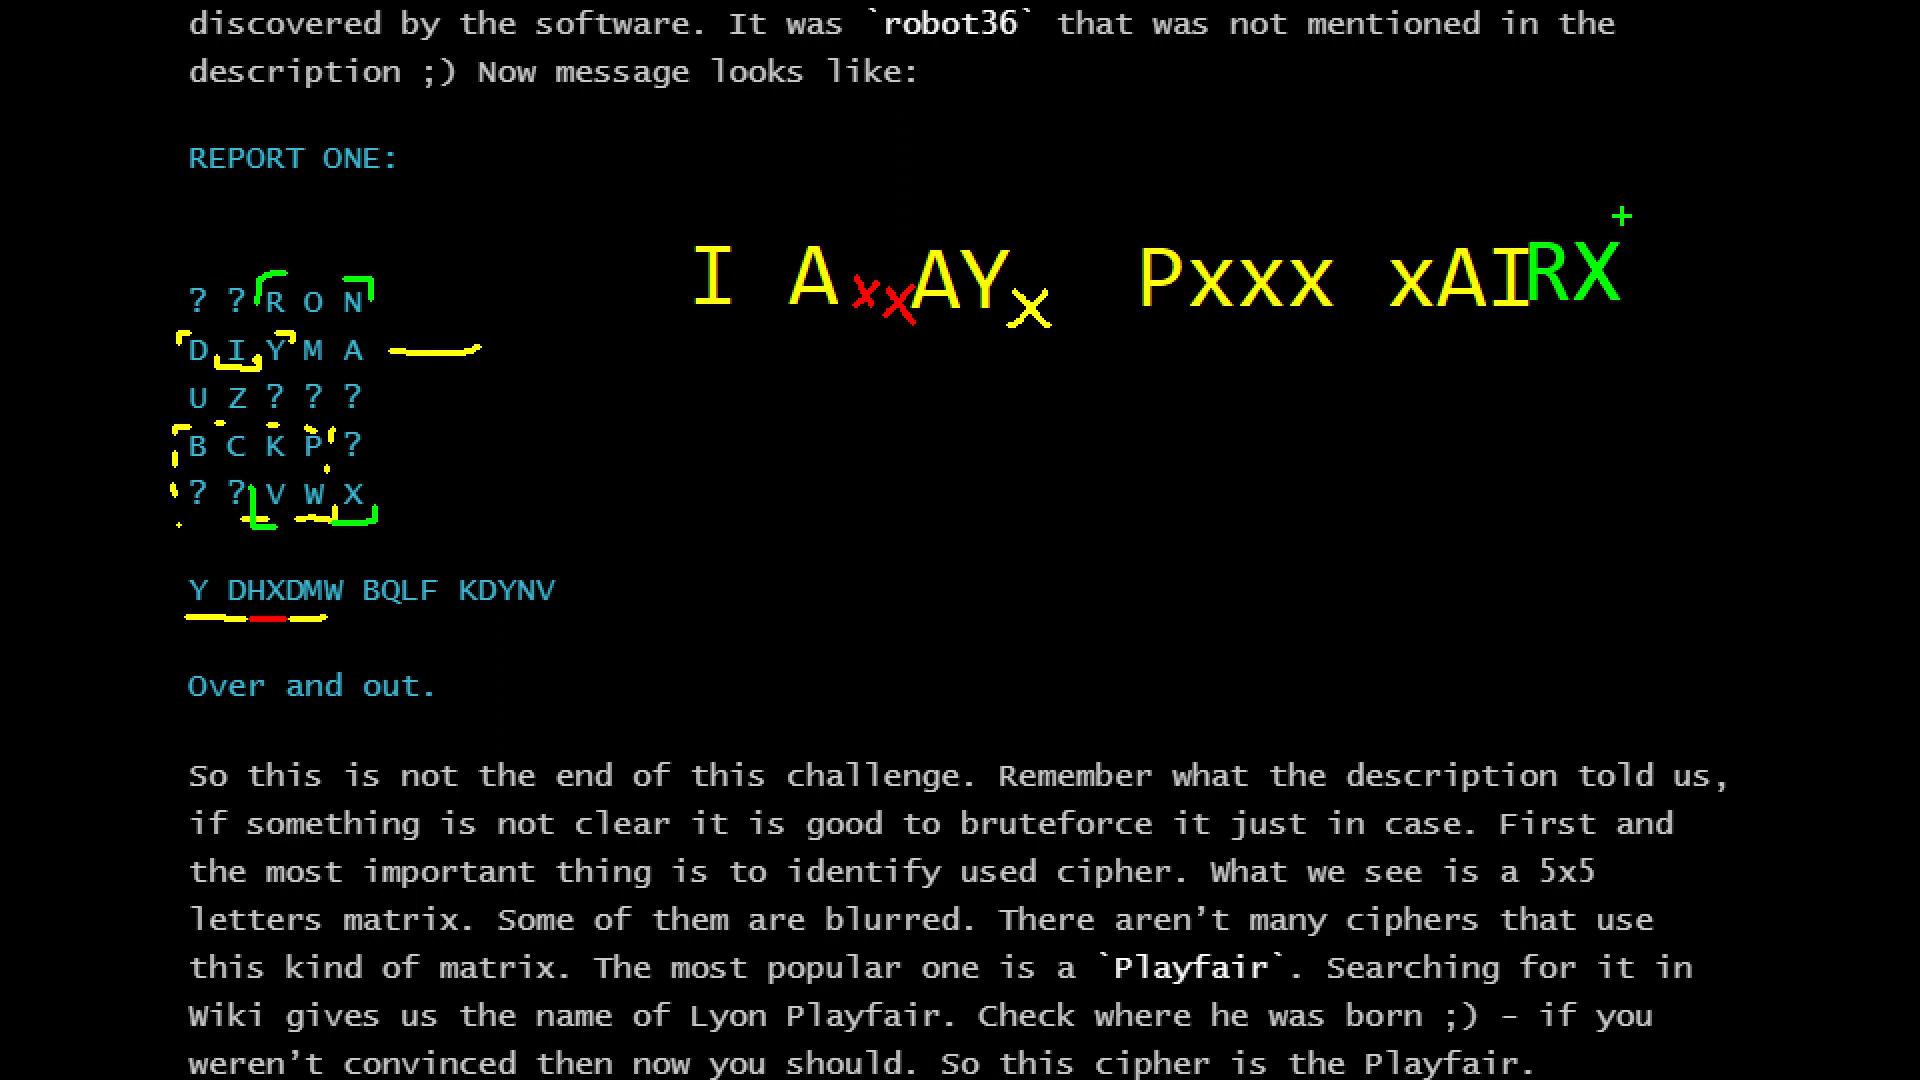 discovered by the software. It was `robot36` that was not mentioned in the
description ;) Now message looks like:
REPORT ONE:
+
I AxxAYx Pxxx xAIRX
? ? R O N
D I Y M A
U Z ? ? ?
B C K P ?
? ? V W X
Y DHXDMW BQLF KDYNV
Over and out.
So this is not the end of this challenge. Remember what the description told us,
if something is not clear it is good to bruteforce it just in case. First and
the most important thing is to identify used cipher. What we see is a 5x5
letters matrix. Some of them are blurred. There aren’t many ciphers that use
this kind of matrix. The most popular one is a `Playfair`. Searching for it in
Wiki gives us the name of Lyon Playfair. Check where he was born ;) – if you
weren’t convinced then now you should. So this cipher is the Playfair.